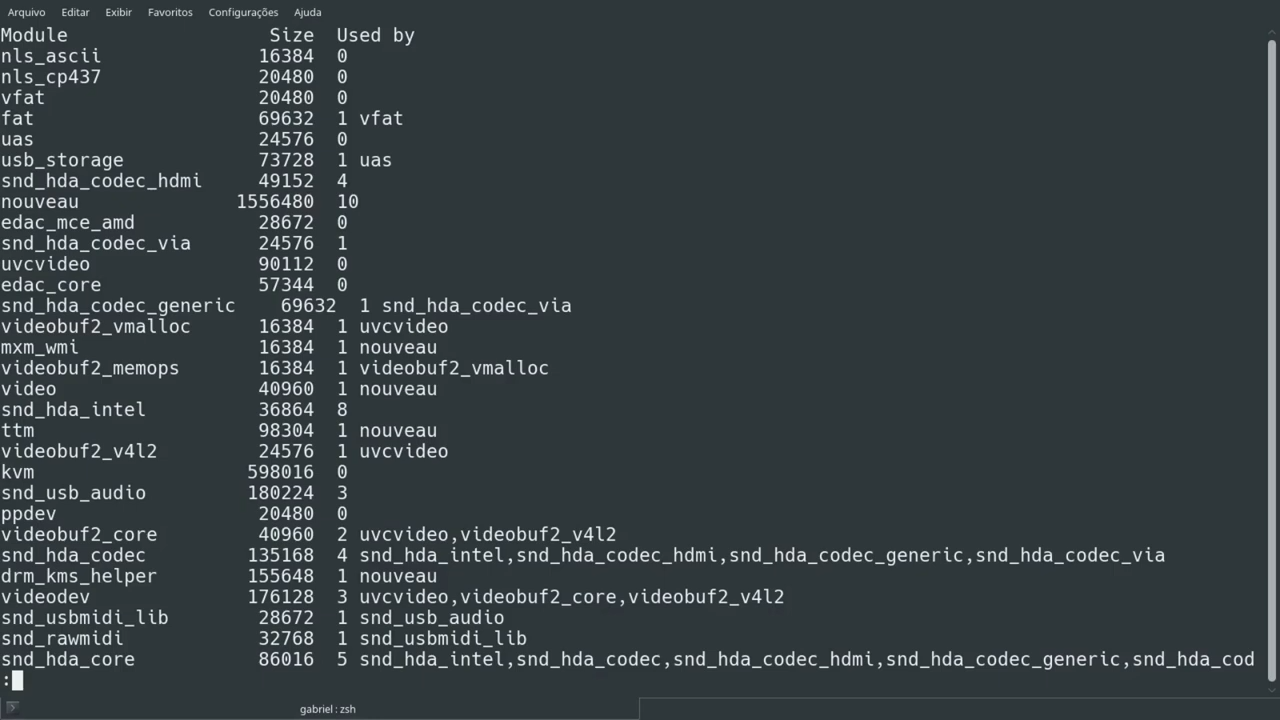 Arquivo Editar Exibir Favoritos Configurações Ajuda
Module Size Used by
nls_ascii 16384 0
nls_cp437 20480 0
vfat 20480 0
fat 69632 1 vfat
uas 24576 0
usb_storage 73728 1 uas
snd_hda_codec_hdmi 49152 4
nouveau 1556480 10
edac_mce_amd 28672 0
snd_hda_codec_via 24576 1
uvcvideo 90112 0
edac_core 57344 0
snd_hda_codec_generic 69632 1 snd_hda_codec_via
videobuf2_vmalloc 16384 1 uvcvideo
mxm_wmi 16384 1 nouveau
videobuf2_memops 16384 1 videobuf2_vmalloc
video 40960 1 nouveau
snd_hda_intel 36864 8
ttm 98304 1 nouveau
videobuf2_v4l2 24576 1 uvcvideo
kvm 598016 0
snd_usb_audio 180224 3
ppdev 20480 0
videobuf2_core 40960 2 uvcvideo,videobuf2_v4l2
snd_hda_codec 135168 4 snd_hda_intel,snd_hda_codec_hdmi,snd_hda_codec_generic,snd_hda_codec_via
drm_kms_helper 155648 1 nouveau
videodev 176128 3 uvcvideo,videobuf2_core,videobuf2_v4l2
snd_usbmidi_lib 28672 1 snd_usb_audio
snd_rawmidi 32768 1 snd_usbmidi_lib
snd_hda_core 86016 5 snd_hda_intel,snd_hda_codec,snd_hda_codec_hdmi,snd_hda_codec_generic,snd_hda_cod
:
gabriel : zsh